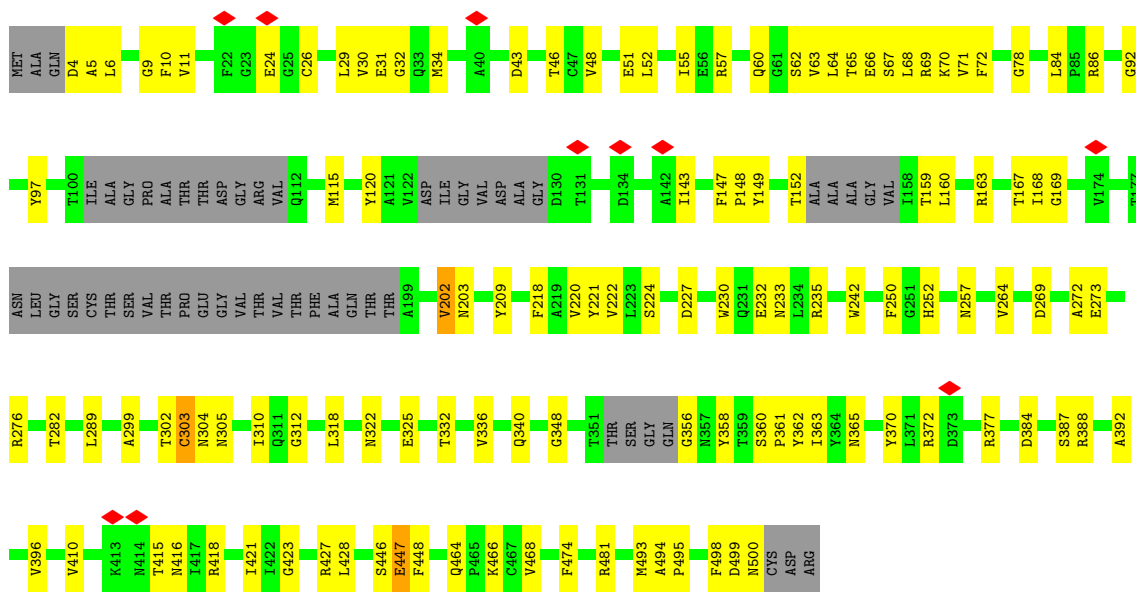 MET ALA GLN D4 A5 L6 G9 F10 V11 F22 G23 E24 G25 C26 L29 V30 E31 G32 Q33 M34 A40 D43 T46 C47 V48 E51 L52 I55 E56 R57 Q60 G61 S62 V63 L64 T65 E66 S67 L68 R69 K70 V71 F72 G78 L84 P85 R86 G92
Y97 T100 ILE ALA GLY PRO ALA THR THR ASP GLY ARG VAL Q112 M115 Y120 A121 V122 ASP ILE GLY VAL ASP ALA GLY D130 T131 D134 A142 I143 F147 P148 Y149 T152 ALA ALA ALA GLY VAL I158 T159 L160 R163 T167 I168 G169 V174 T177
ASN LEU GLY SER CYS THR SER VAL THR PRO GLU GLY VAL THR VAL THR PHE ALA GLN THR THR A199 V202 N203 Y209 F218 A219 V220 Y221 V222 L223 S224 D227 W230 Q231 E232 N233 L234 R235 W242 F250 G251 H252 N257 V264 D269 A272 E273
R276 T282 L289 A299 T302 C303 N304 N305 I310 Q311 G312 L318 N322 E325 T332 V336 Q340 G348 T351 THR SER GLY GLN G356 N357 Y358 T359 S360 P361 Y362 I363 Y364 N365 Y370 L371 R372 D373 R377 D384 S387 R388 A392
V396 V410 K413 N414 T415 N416 I417 R418 I421 I422 G423 R427 L428 S446 E447 F448 Q464 P465 K466 C467 V468 F474 R481 M493 A494 P495 F498 D499 N500 CYS ASP ARG